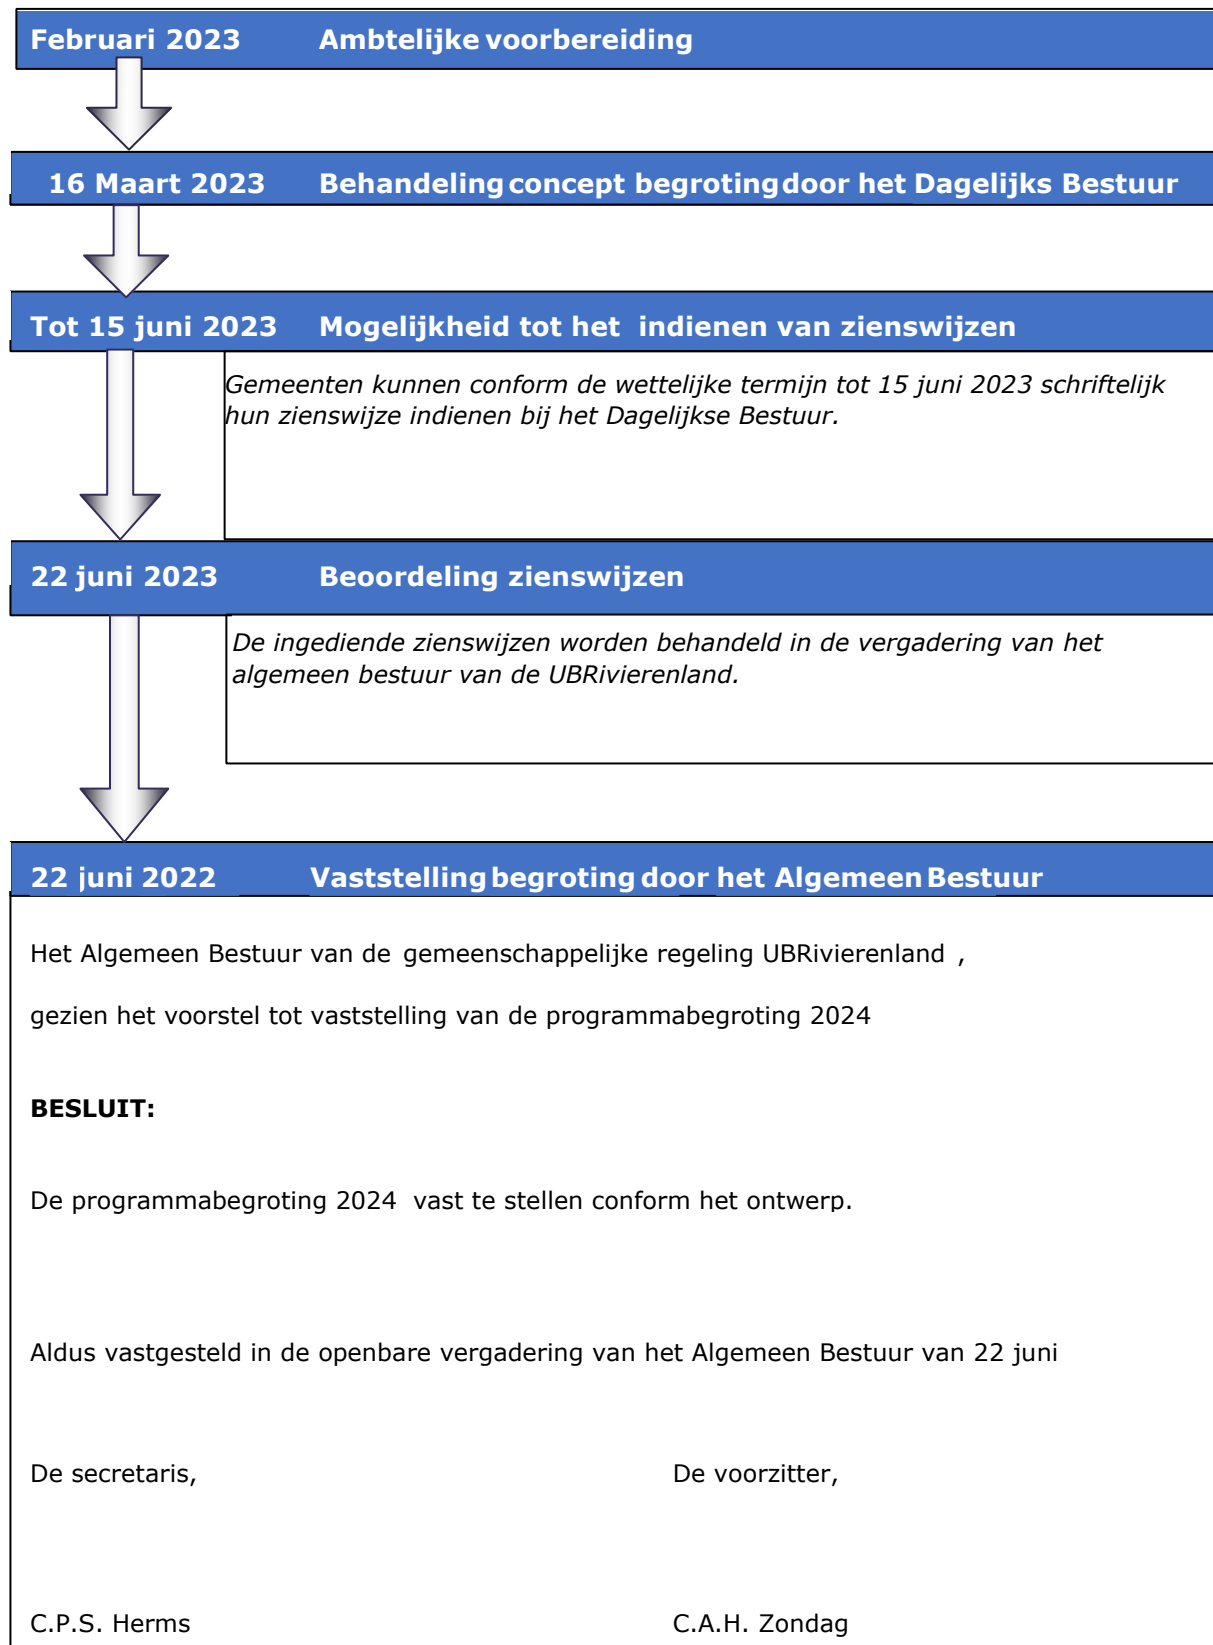 Februari 2023 Ambtelijke voorbereiding
16 Maart 2023 Behandeling concept begroting door het Dagelijks Bestuur
Tot 15 juni 2023 Mogelijkheid tot het indienen van zienswijzen
Gemeenten kunnen conform de wettelijke termijn tot 15 juni 2023 schriftelijk
hun zienswijze indienen bij het Dagelijkse Bestuur.
22 juni 2023 Beoordeling zienswijzen
De ingediende zienswijzen worden behandeld in de vergadering van het
algemeen bestuur van de UBRivierenland.
22 juni 2022 Vaststelling begroting door het Algemeen Bestuur
Het Algemeen Bestuur van de gemeenschappelijke regeling UBRivierenland ,
gezien het voorstel tot vaststelling van de programmabegroting 2024
BESLUIT:
De programmabegroting 2024 vast te stellen conform het ontwerp.
Aldus vastgesteld in de openbare vergadering van het Algemeen Bestuur van 22 juni
De secretaris, De voorzitter,
C.P.S. Herms C.A.H. Zondag